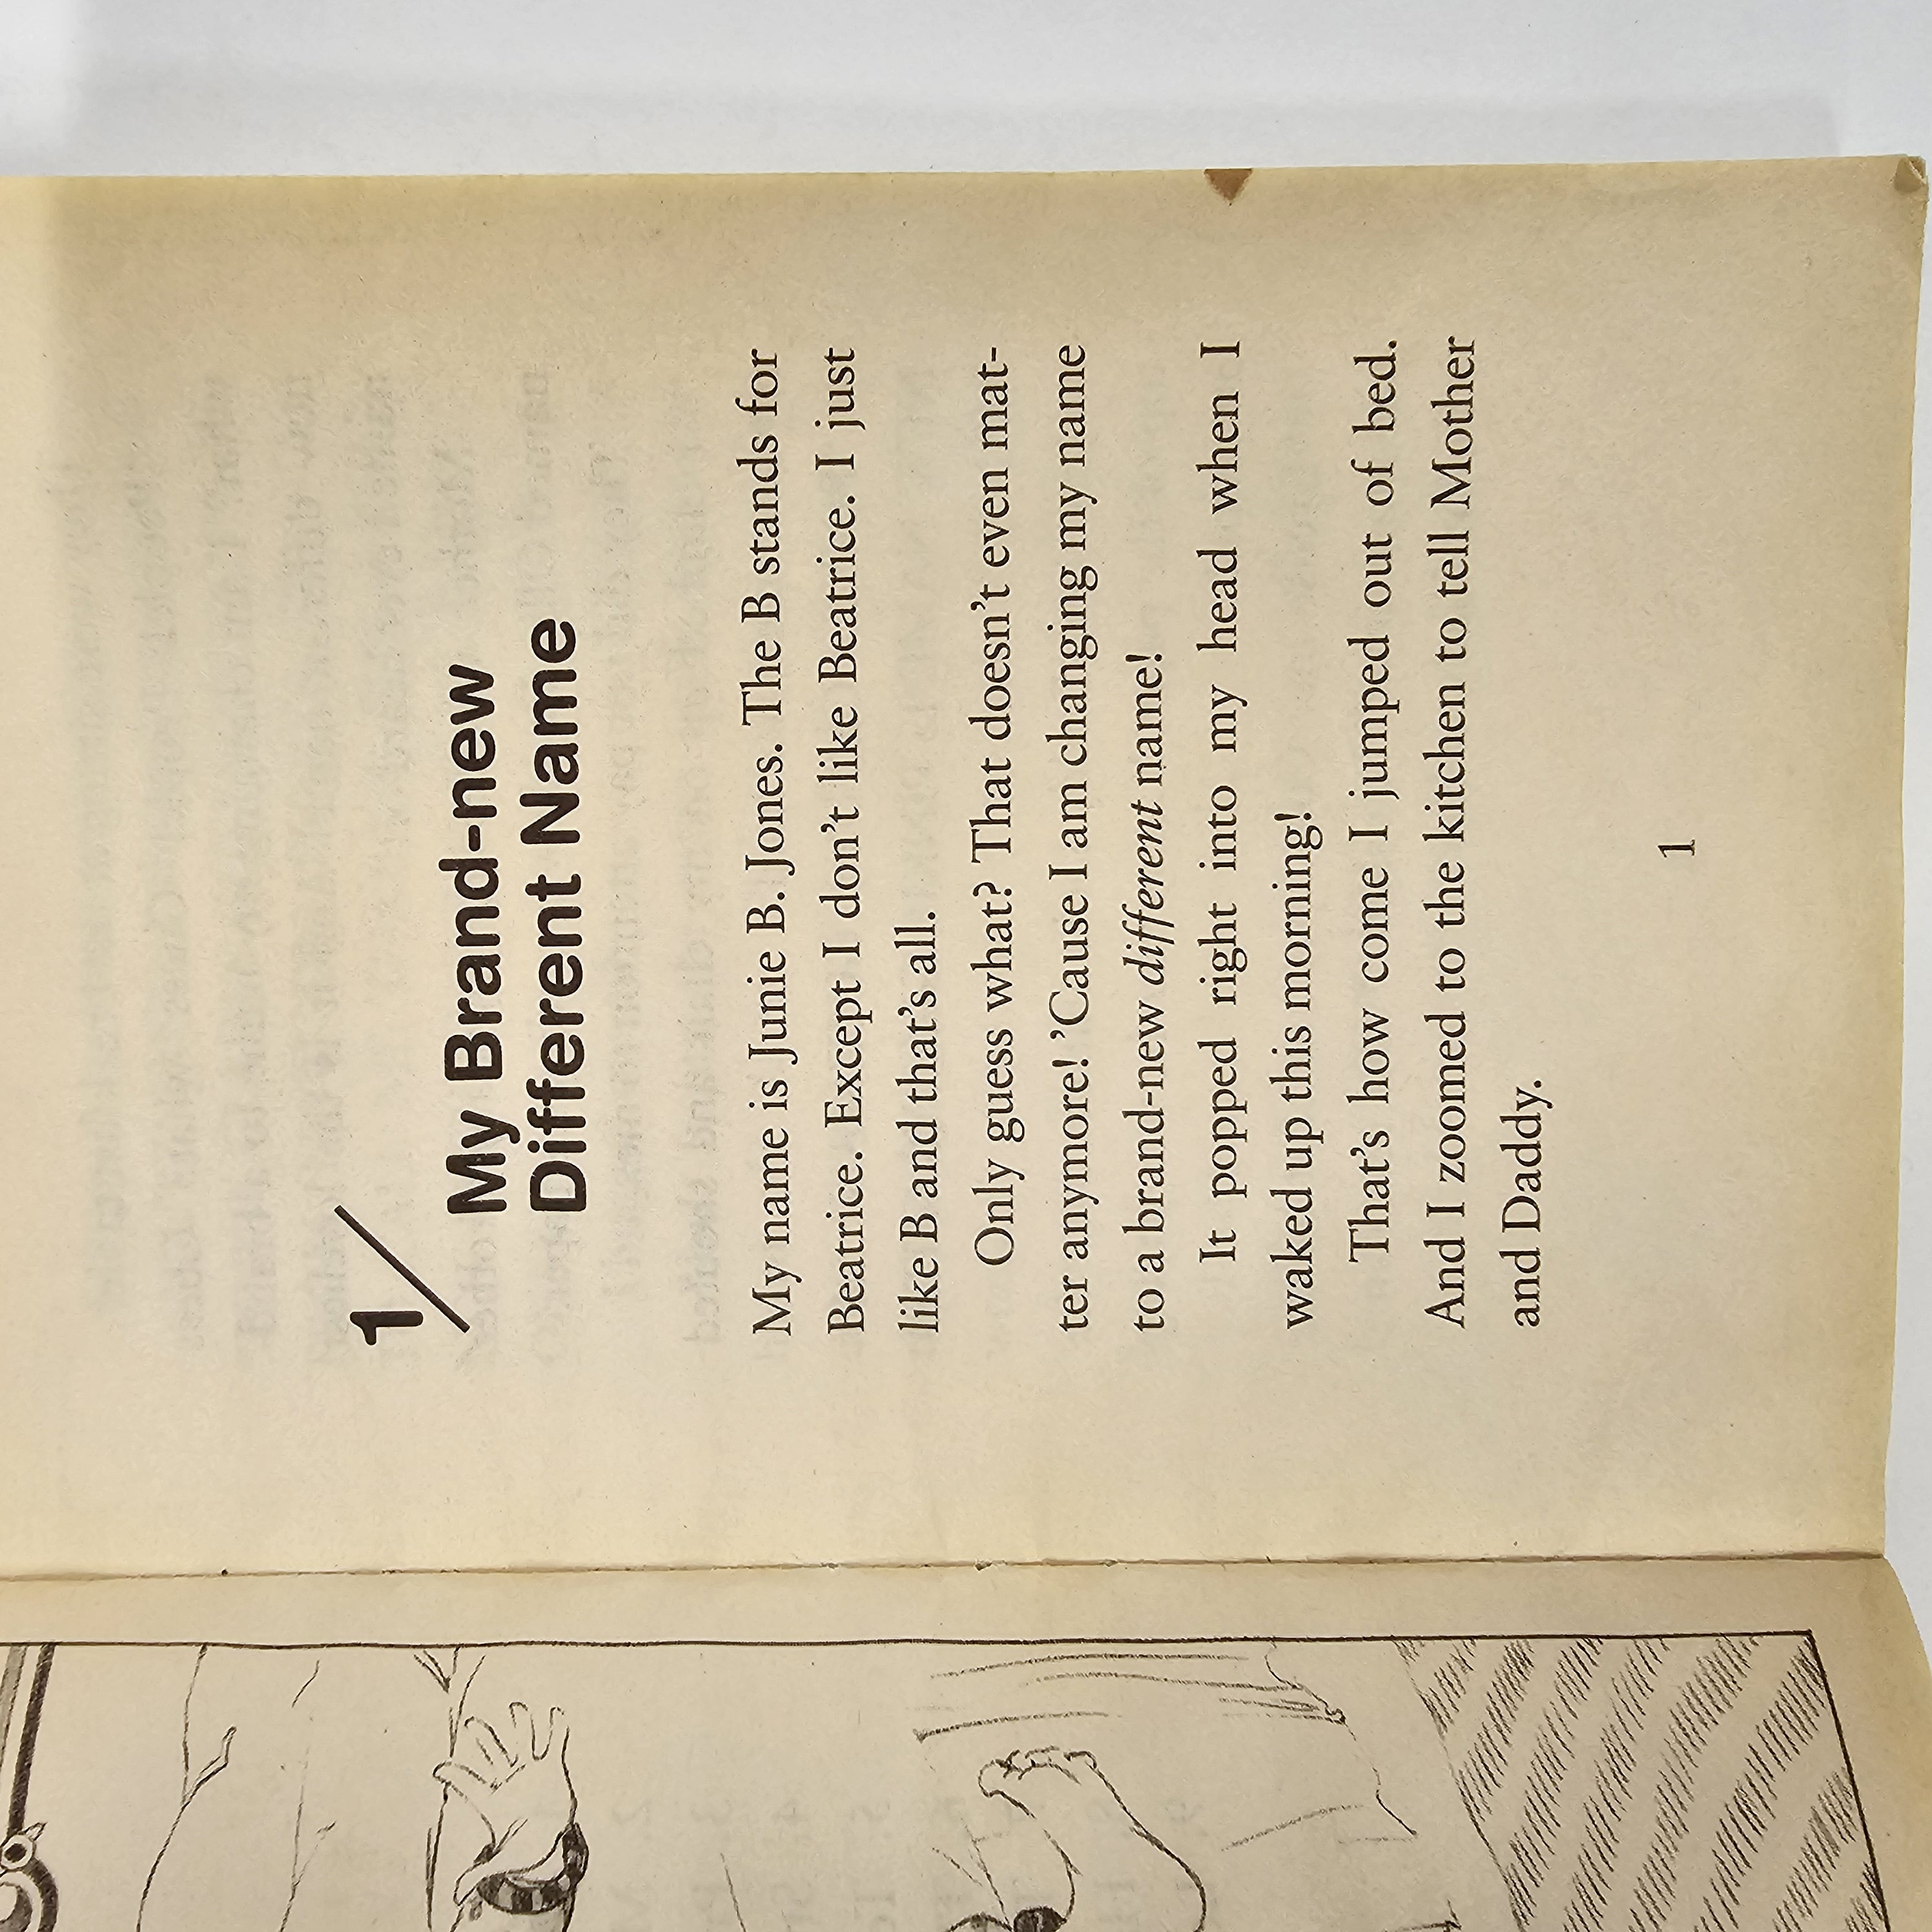 1/
My Brand-new
Different Name
My name is Junie B. Jones. The B stands for
Beatrice. Except I don’t like Beatrice. I just
like B and that’s all.
Only guess what? That doesn’t even mat-
ter anymore! ’Cause I am changing my name
to a brand-new different name!
It popped right into my head when I
waked up this morning!
That’s how come I jumped out of bed.
And I zoomed to the kitchen to tell Mother
and Daddy.
1